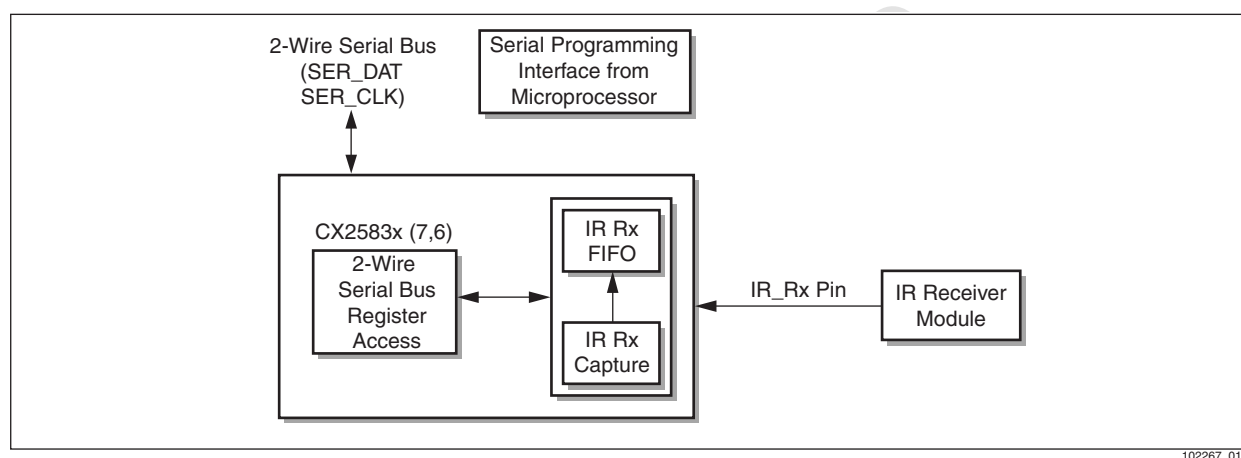 2-Wire Serial Bus
(SER_DAT
SER_CLK)
Serial Programming
Interface from
Microprocessor
CX2583x (7,6)
2-Wire
Serial Bus
Register
Access
IR Rx
FIFO
IR Rx
Capture
IR_Rx Pin
IR Receiver
Module